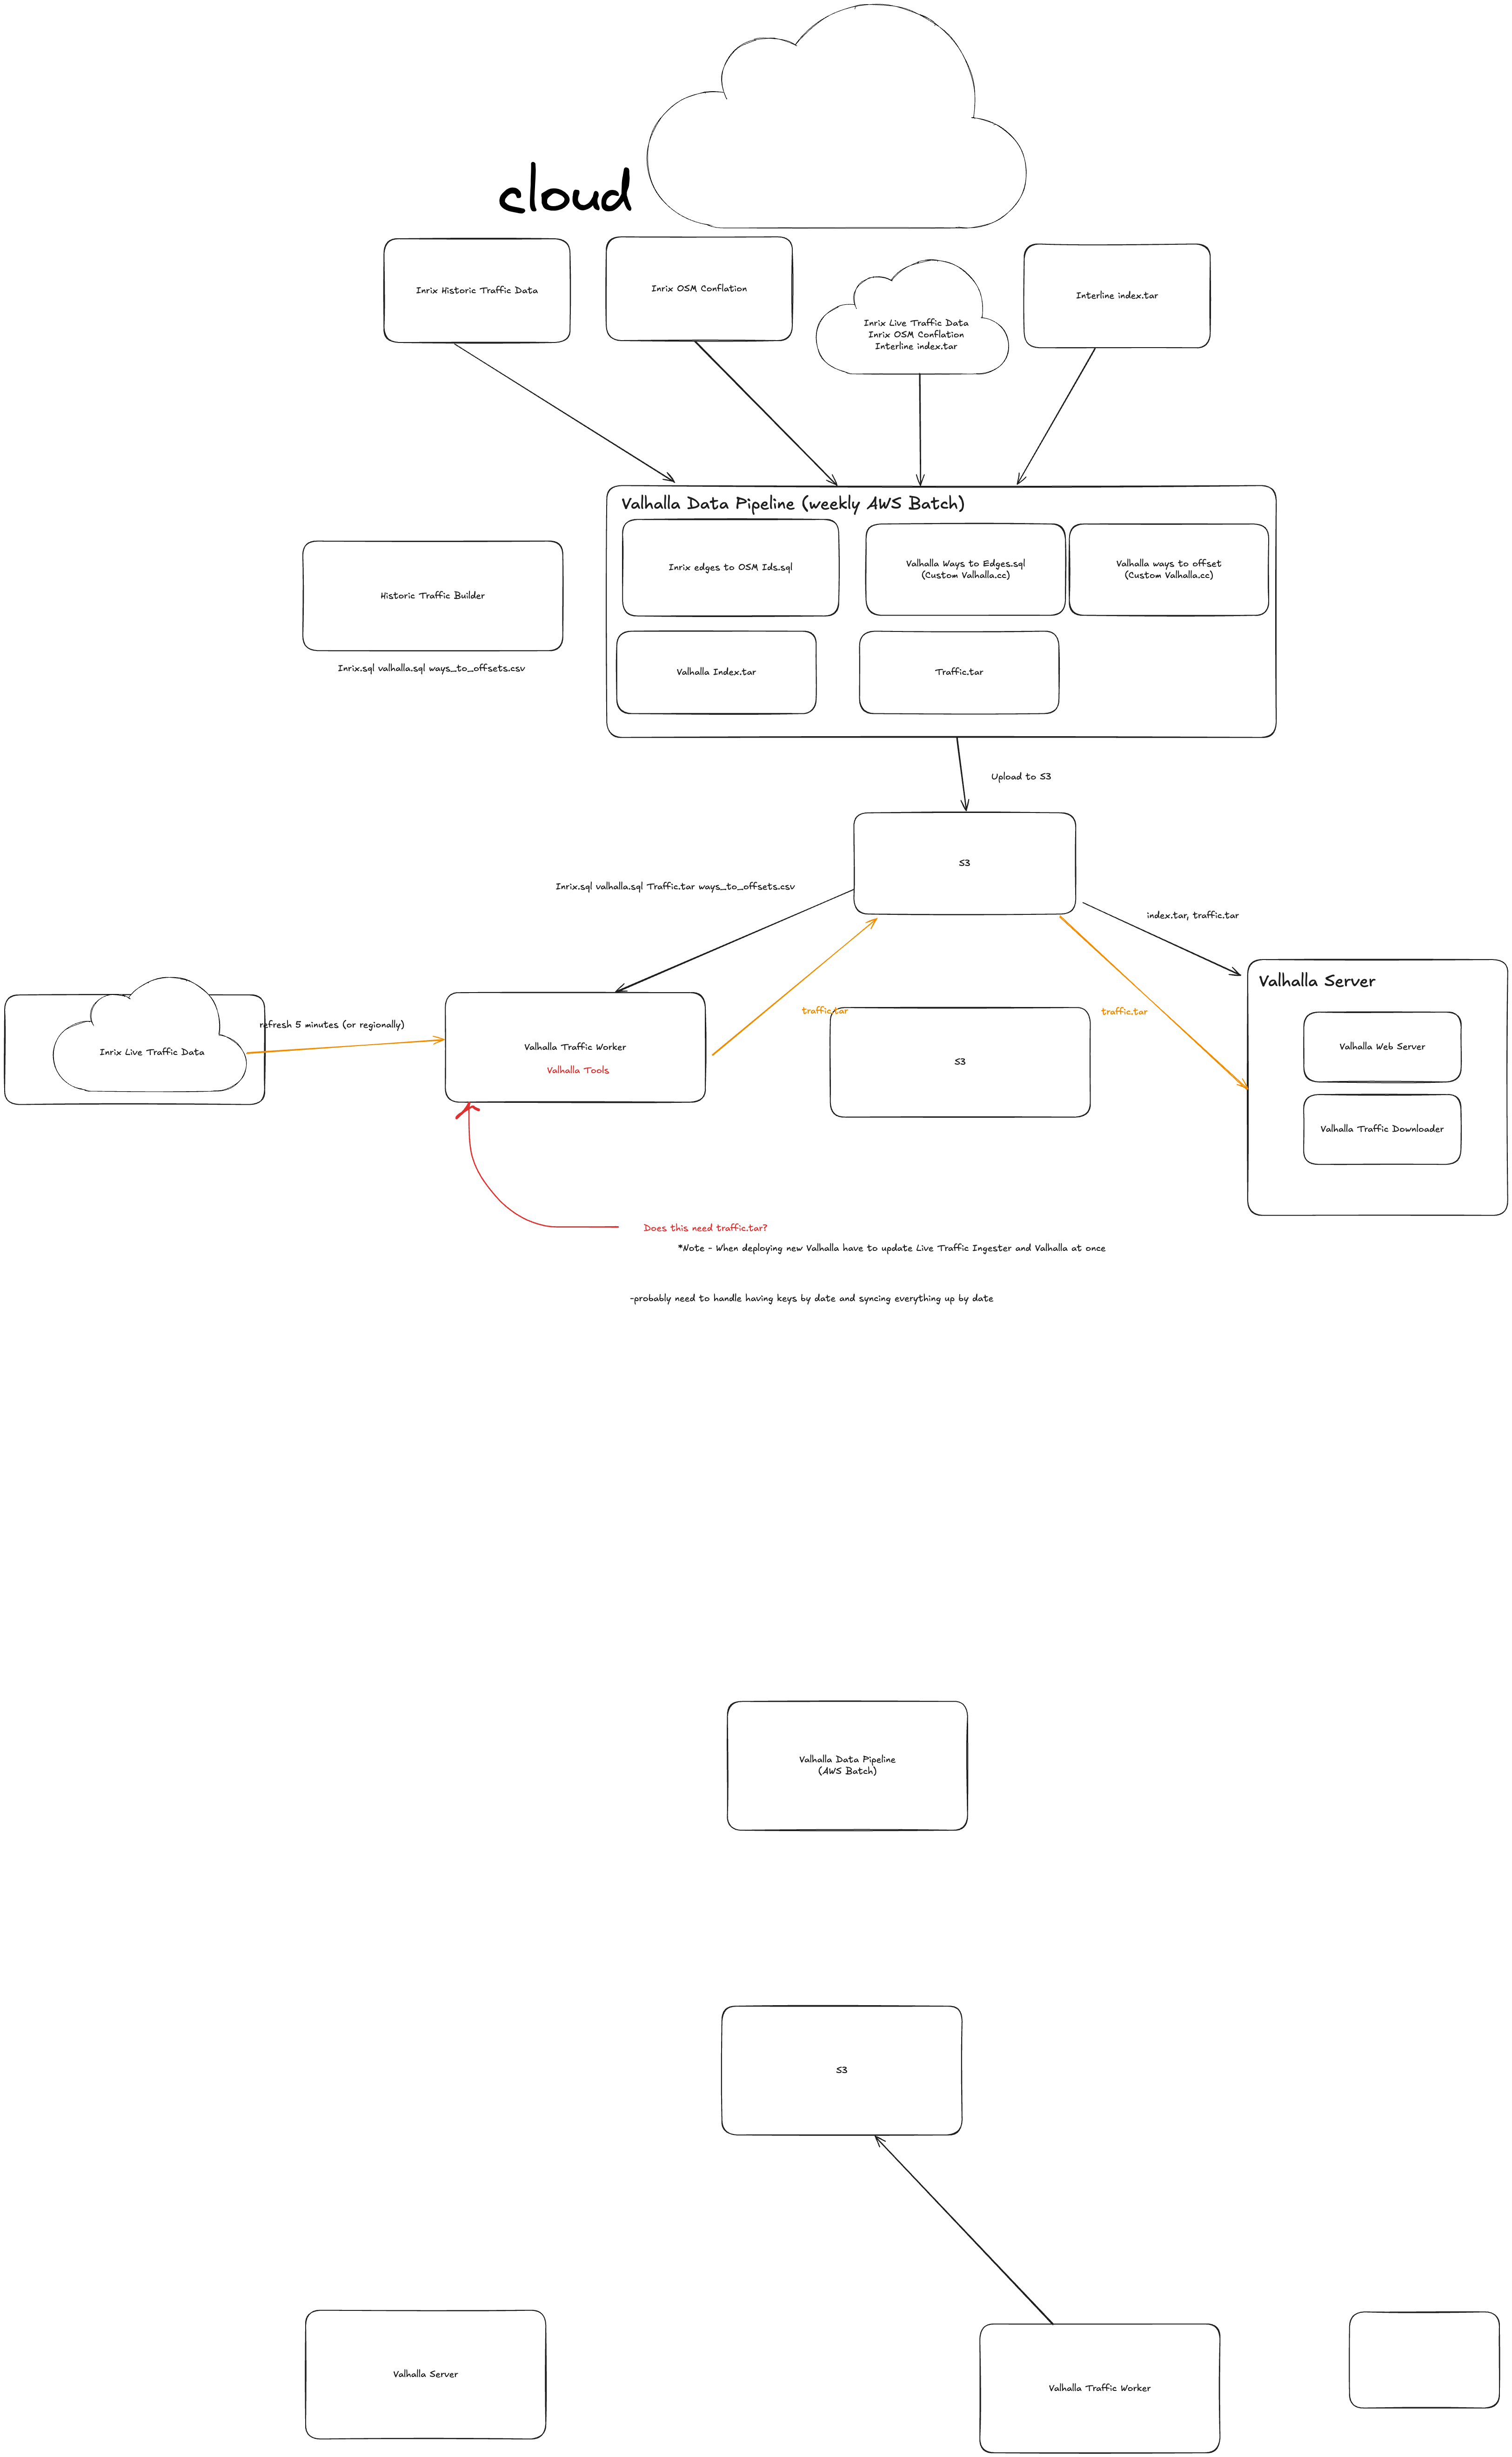 cloud
Inrix Historic Traffic Data
Inrix OSM Conflation
Inrix Live Traffic Data
Inrix OSM Conflation
Interline index.tar
Interline index.tar
Valhalla Data Pipeline (weekly AWS Batch)
Inrix edges to OSM Ids.sql
Valhalla Ways to Edges.sql
(Custom Valhalla.cc)
Valhalla ways to offset
(Custom Valhalla.cc)
Historic Traffic Builder
Inrix.sql valhalla.sql ways_to_offsets.csv
Valhalla Index.tar
Traffic.tar
Upload to S3
S3
Inrix.sql valhalla.sql Traffic.tar ways_to_offsets.csv
index.tar, traffic.tar
Valhalla Server
refresh 5 minutes (or regionally)
Inrix Live Traffic Data
Valhalla Traffic Worker
Valhalla Tools
traffic.tar
S3
traffic.tar
Valhalla Web Server
Valhalla Traffic Downloader
Does this need traffic.tar?
*Note - When deploying new Valhalla have to update Live Traffic Ingester and Valhalla at once
-probably need to handle having keys by date and syncing everything up by date
Valhalla Data Pipeline
(AWS Batch)
S3
Valhalla Server
Valhalla Traffic Worker